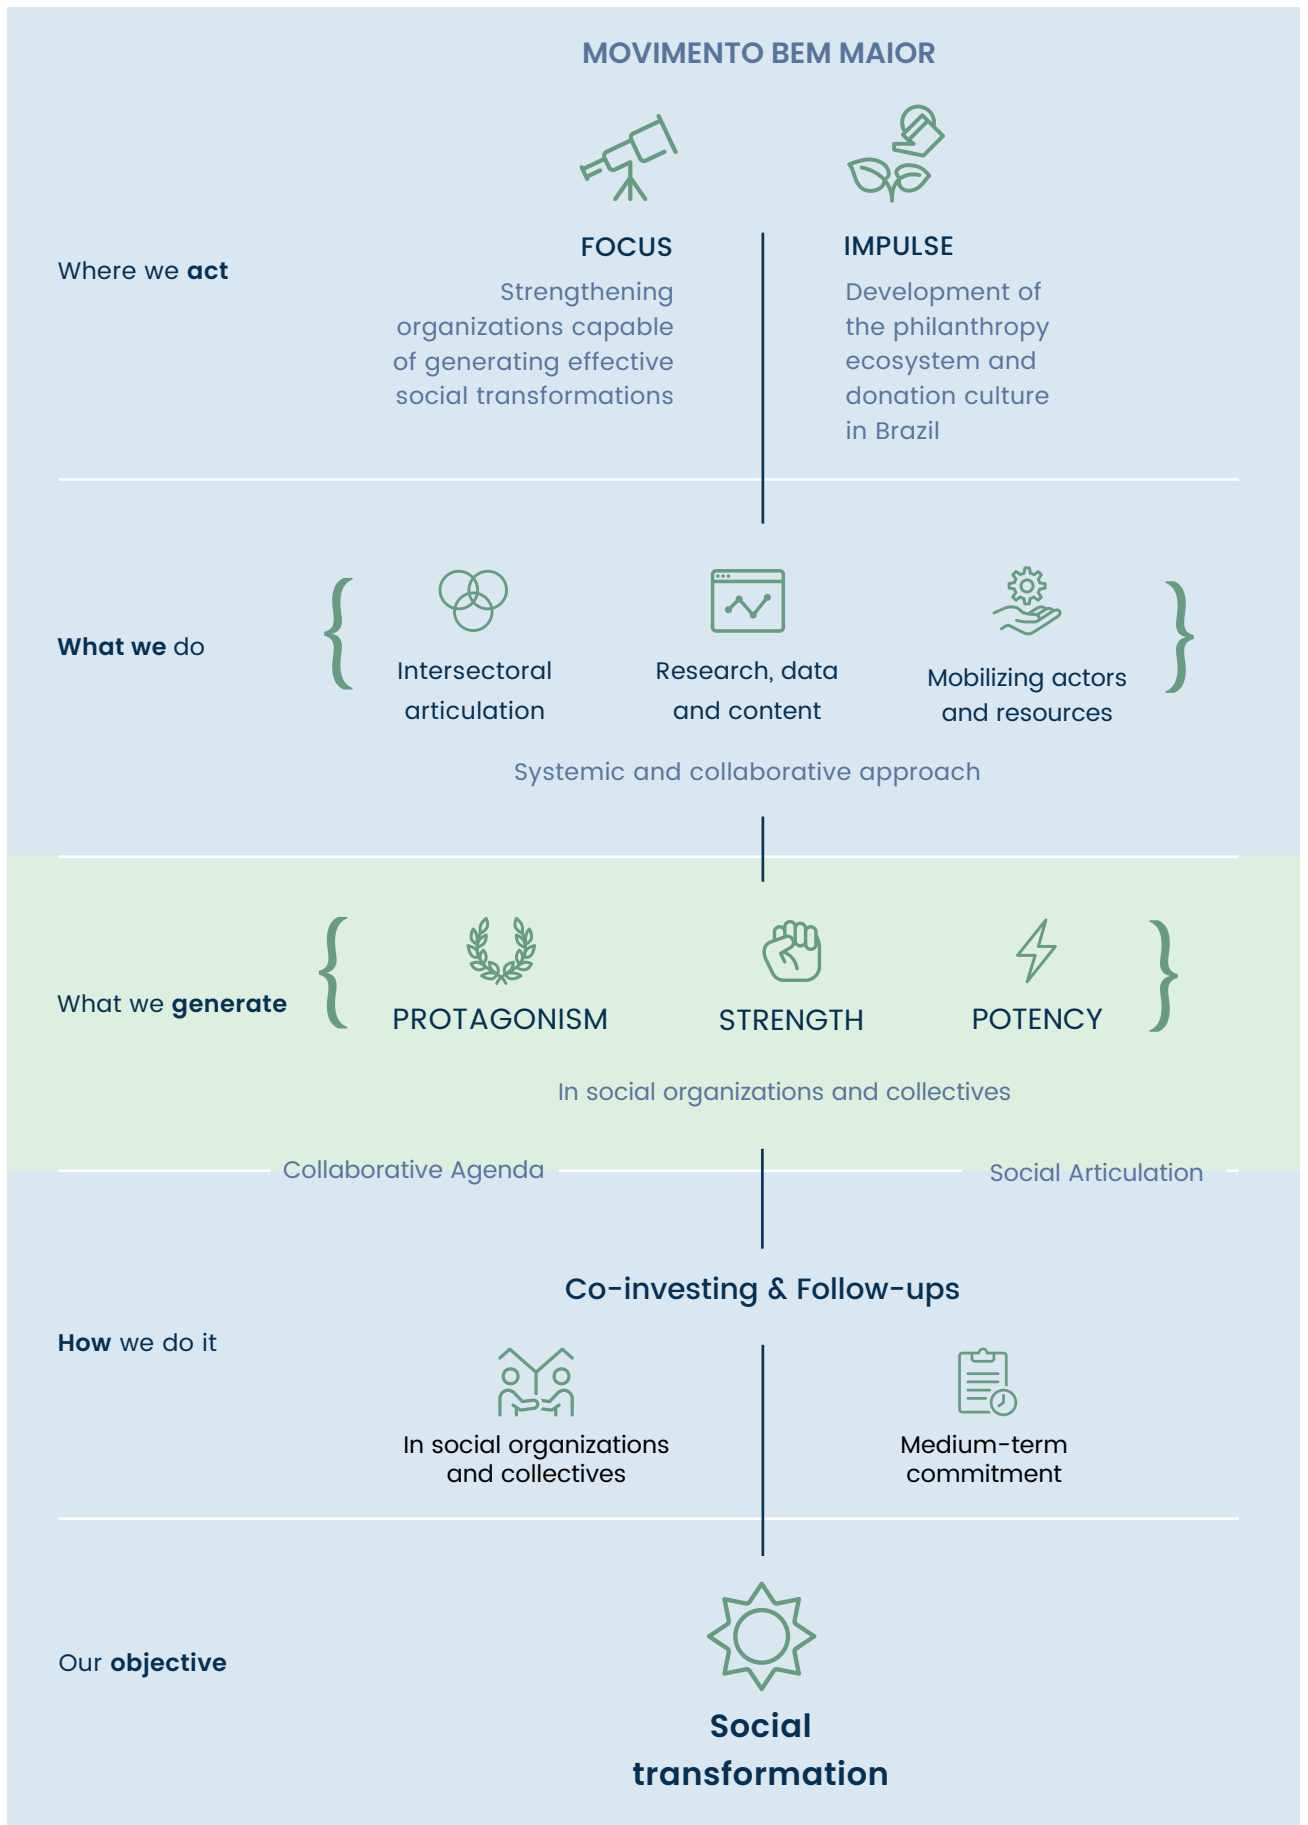 MOVIMENTO BEM MAIOR
Where we act
FOCUS
Strengthening
organizations capable
of generating effective
social transformations
IMPULSE
Development of
the philanthropy
ecosystem and
donation culture
in Brazil
What we do
Intersectoral
articulation
Research, data
and content
Mobilizing actors
and resources
Systemic and collaborative approach
What we generate
PROTAGONISM
STRENGTH
POTENCY
In social organizations and collectives
Collaborative Agenda
Social Articulation
How we do it
Co-investing & Follow-ups
In social organizations
and collectives
Medium-term
commitment
Our objective
Social
transformation